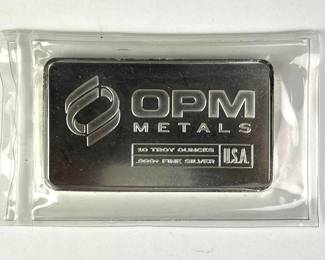 OPM
METALS
10 TROY OUNCES
.999+ FINE SILVER
U.S.A.